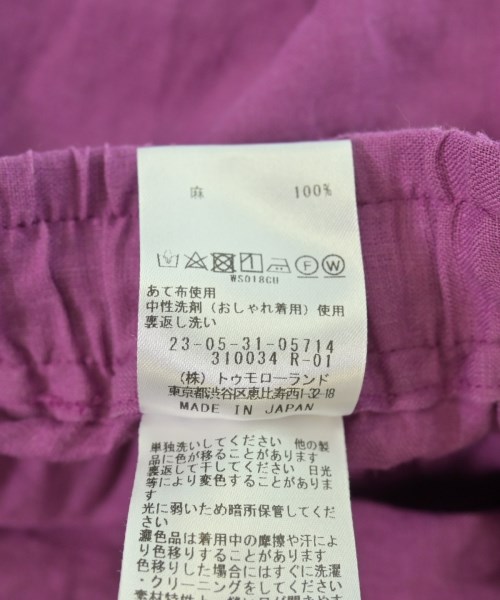 麻 100%
F W
WS018CH
あて布使用
中性洗剤（おしゃれ着用）使用
裏返し洗い
23-05-31-05714
310034 R-01
（株）トゥモローランド
東京都渋谷区恵比寿西1-32-18
MADE IN JAPAN
単独洗いしてください 他の製
品に色が移ることがあります
裏返して干してください 日光
等により変色することがありま
す
光に弱いため暗所保管してくだ
さい
濃色品は着用中の摩擦や汗によ
り色移りすることがあります
色移りした場合にはすぐに洗濯
・クリーニングをしてください